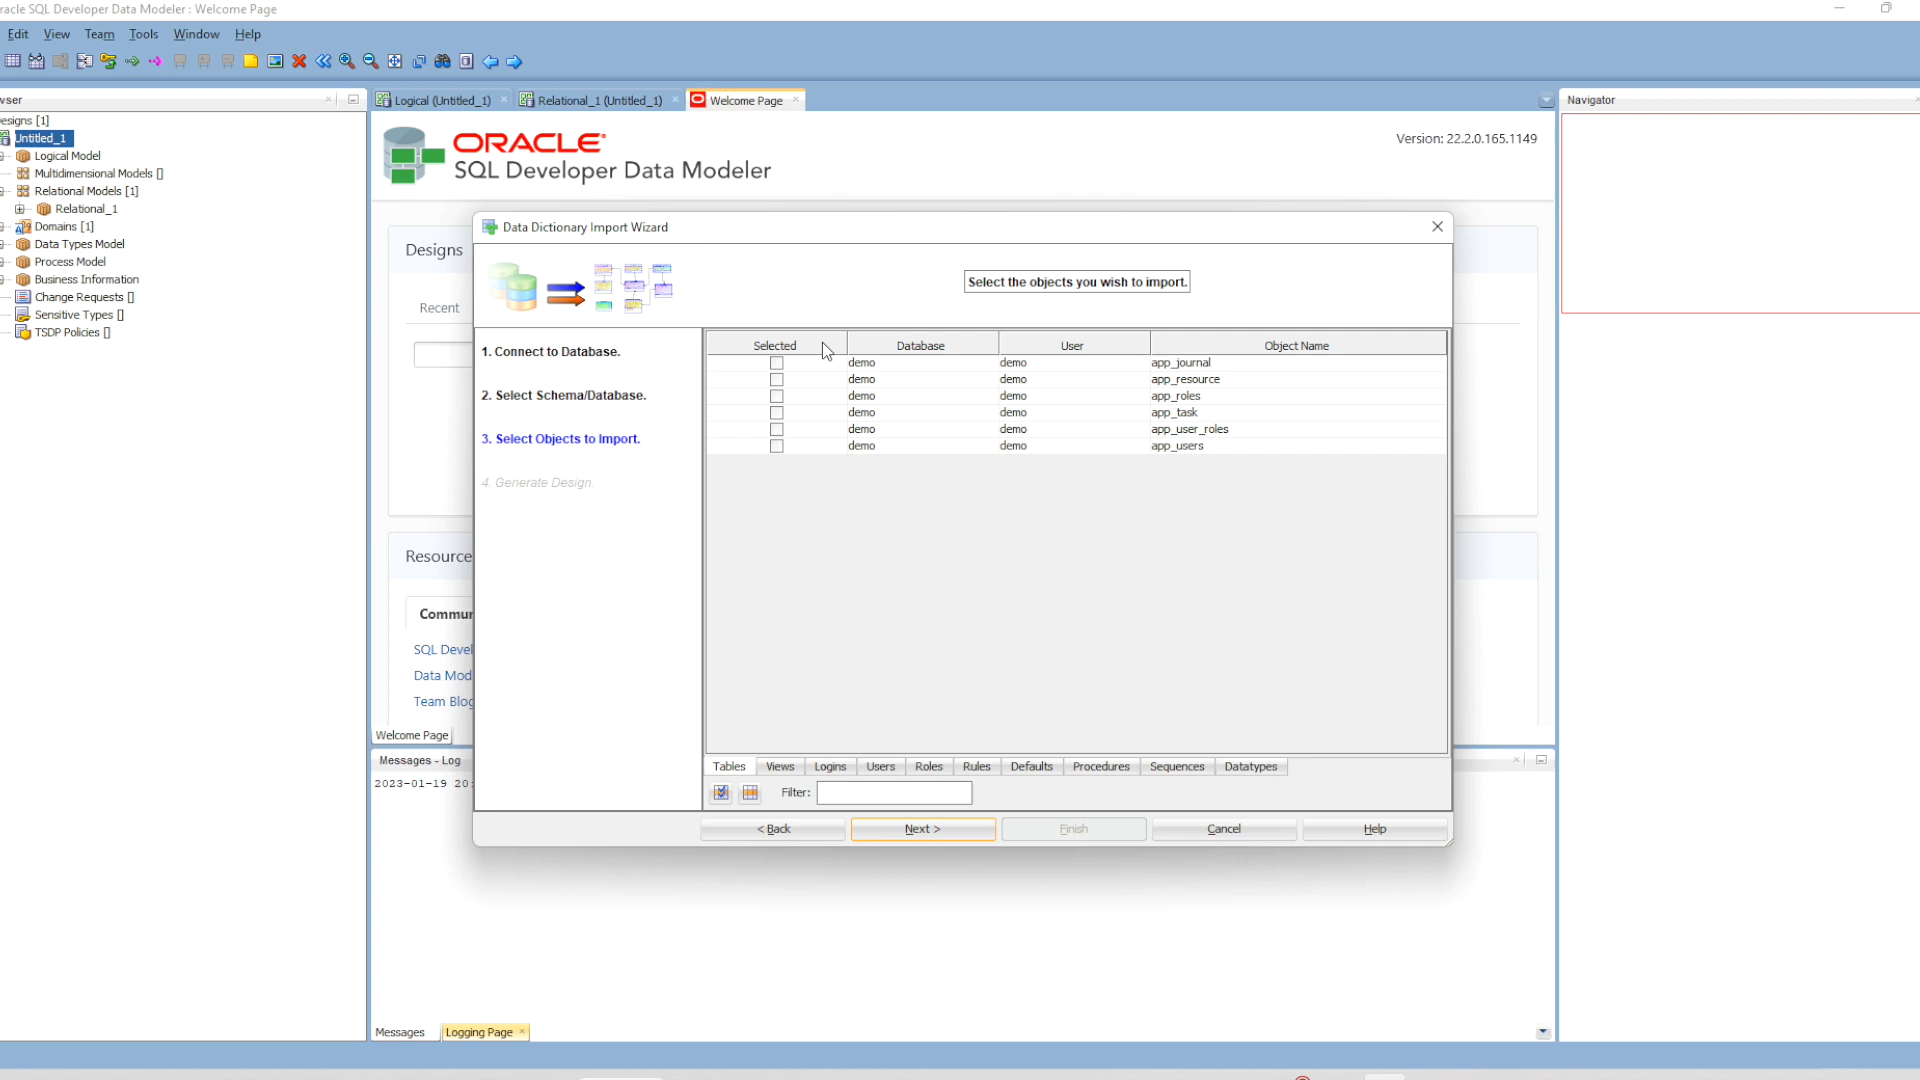 racle SQL Developer Data Modeler : Welcome Page
Edit View Team Tools Window Help
wser
esigns [1]
Untitled_1
Logical Model
Multidimensional Models []
Relational Models [1]
Relational_1
Domains [1]
Data Types Model
Process Model
Business Information
Change Requests []
Sensitive Types []
TSDP Policies []
Logical (Untitled_1) Relational_1 (Untitled_1) Welcome Page
Navigator
ORACLE
SQL Developer Data Modeler
Version: 22.2.0.165.1149
Designs
Recent
Resource
Commun
SQL Devel
Data Mod
Team Blog
Welcome Page
Data Dictionary Import Wizard
Select the objects you wish to import.
1. Connect to Database.
2. Select Schema/Database.
3. Select Objects to Import.
4. Generate Design.
Selected Database User Object Name
demo demo app_journal
demo demo app_resource
demo demo app_roles
demo demo app_task
demo demo app_user_roles
demo demo app_users
Tables Views Logins Users Roles Rules Defaults Procedures Sequences Datatypes
Filter:
< Back Next > Finish Cancel Help
Messages - Log
2023-01-19 20:
Messages Logging Page